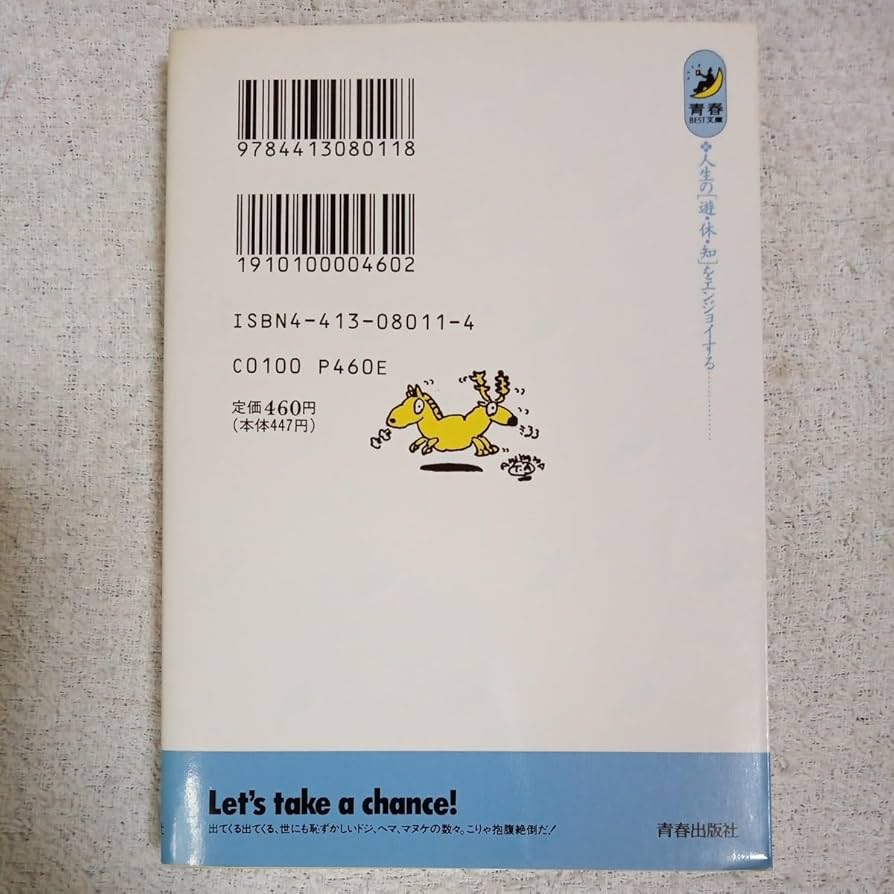 9784413080118
1910100004602
ISBN4-413-08011-4
C0100 P460E
定価460円
(本体447円)
青春
BEST文庫
人生の[遊・休・知]をエンジョイする…………
Let's take a chance!
出てくる出てくる、世にも恥ずかしいドジ、ヘマ、マヌケの数々。こりゃ抱腹絶倒だ!
青春出版社